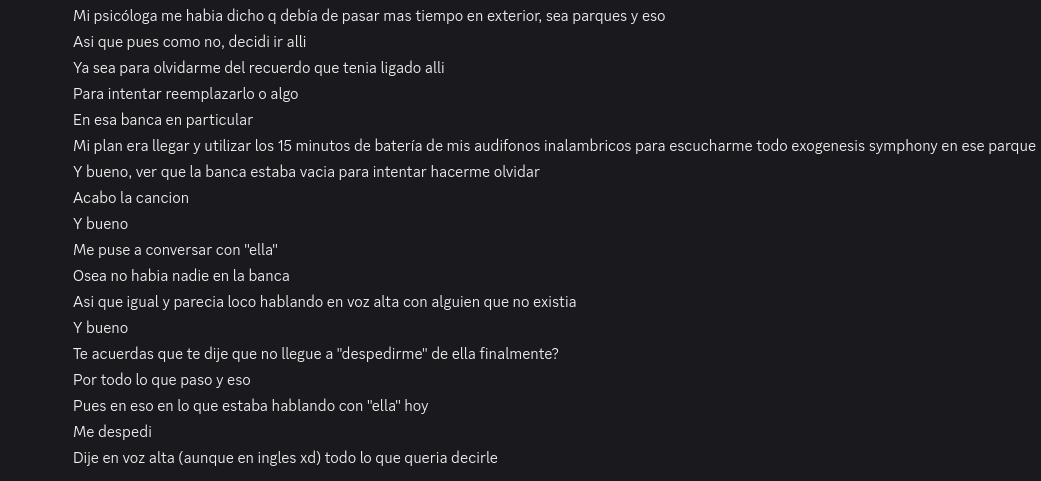 Mi psicóloga me habia dicho q debía de pasar mas tiempo en exterior, sea parques y eso
Asi que pues como no, decidi ir alli
Ya sea para olvidarme del recuerdo que tenia ligado alli
Para intentar reemplazarlo o algo
En esa banca en particular
Mi plan era llegar y utilizar los 15 minutos de batería de mis audifonos inalambricos para escucharme todo exogenesis symphony en ese parque
Y bueno, ver que la banca estaba vacia para intentar hacerme olvidar
Acabo la cancion
Y bueno
Me puse a conversar con "ella"
Osea no habia nadie en la banca
Asi que igual y parecia loco hablando en voz alta con alguien que no existia
Y bueno
Te acuerdas que te dije que no llegue a "despedirme" de ella finalmente?
Por todo lo que paso y eso
Pues en eso en lo que estaba hablando con "ella" hoy
Me despedi
Dije en voz alta (aunque en ingles xd) todo lo que queria decirle